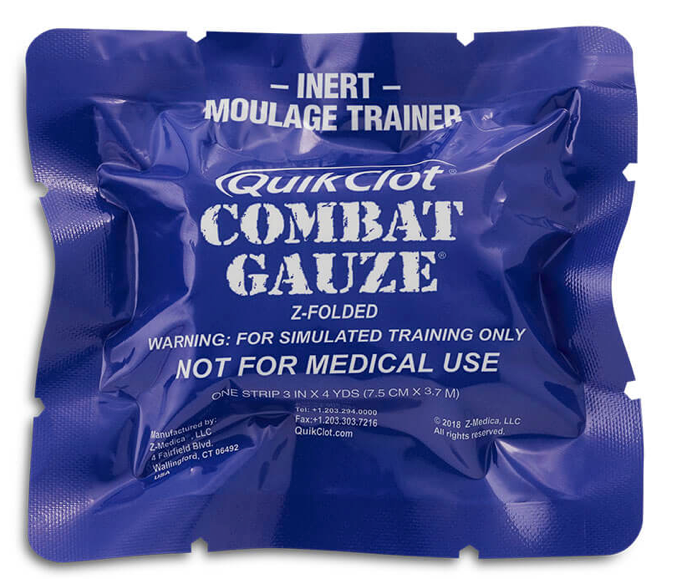 – INERT –
MOULAGE TRAINER
QuikClot®
COMBAT
GAUZE®
Z-FOLDED
WARNING: FOR SIMULATED TRAINING ONLY
NOT FOR MEDICAL USE
ONE STRIP 3 IN X 4 YDS (7.5 CM X 3.7 M)
Manufactured by:
Z-Medica, LLC
4 Fairfield Blvd.
Wallingford, CT 06492
USA
Tel: +1.203.294.0000
Fax:+1.203.303.7216
QuikClot.com
© 2018 Z-Medica, LLC
All rights reserved.